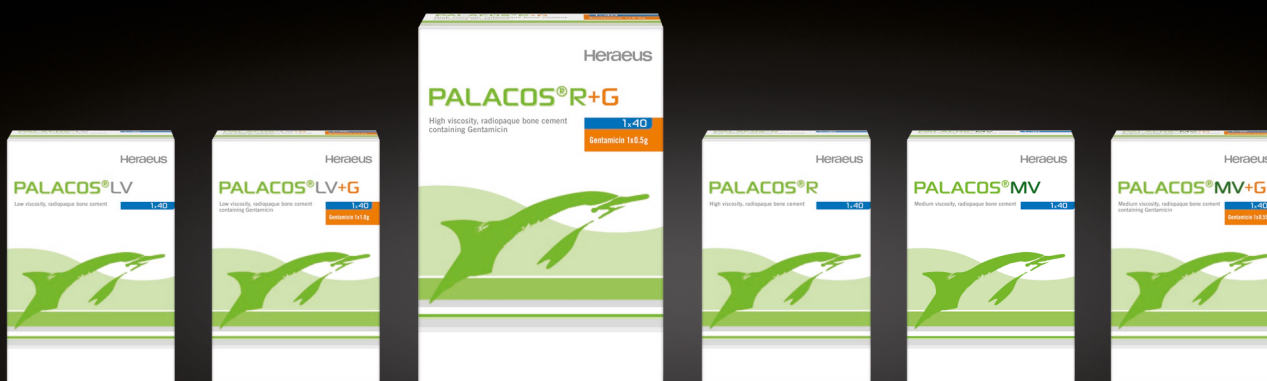 Heraeus
PALACOS®LV
Low viscosity, radiopaque bone cement
1x40
Heraeus
PALACOS®LV+G
Low viscosity, radiopaque bone cement
containing Gentamicin
1x40
Gentamicin 1x1.0g
Heraeus
PALACOS®R+G
High viscosity, radiopaque bone cement
containing Gentamicin
1x40
Gentamicin 1x0.5g
Heraeus
PALACOS®R
High viscosity, radiopaque bone cement
1x40
Heraeus
PALACOS®MV
Medium viscosity, radiopaque bone cement
1x40
Heraeus
PALACOS®MV+G
Medium viscosity, radiopaque bone cement
containing Gentamicin
1x40